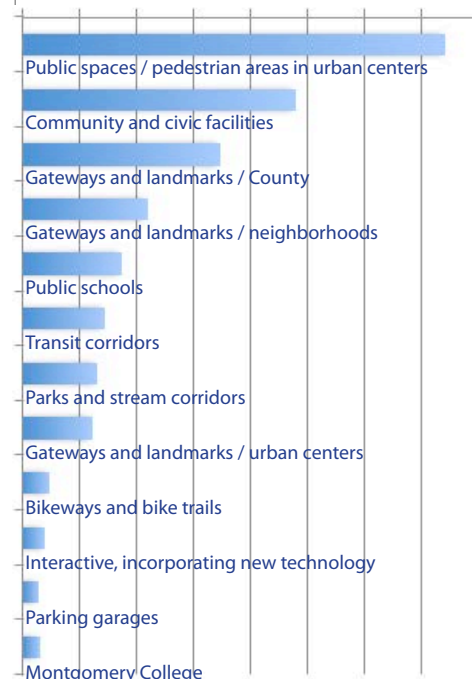 Public spaces / pedestrian areas in urban centers
Community and civic facilities
Gateways and landmarks / County
Gateways and landmarks / neighborhoods
Public schools
Transit corridors
Parks and stream corridors
Gateways and landmarks / urban centers
Bikeways and bike trails
Interactive, incorporating new technology
Parking garages
Montgomery College